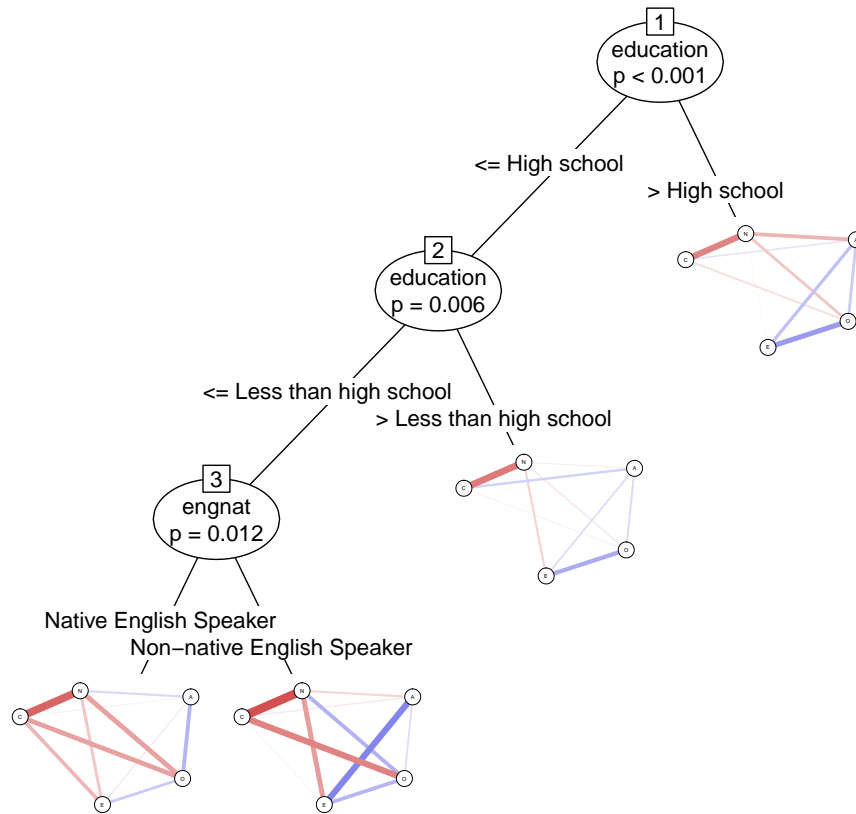 1
education
p < 0.001
<= High school
> High school
N
A
C
O
E
2
education
p = 0.006
<= Less than high school
> Less than high school
N
A
C
O
E
3
engnat
p = 0.012
Native English Speaker
Non−native English Speaker
N
A
C
O
E
N
A
C
O
E